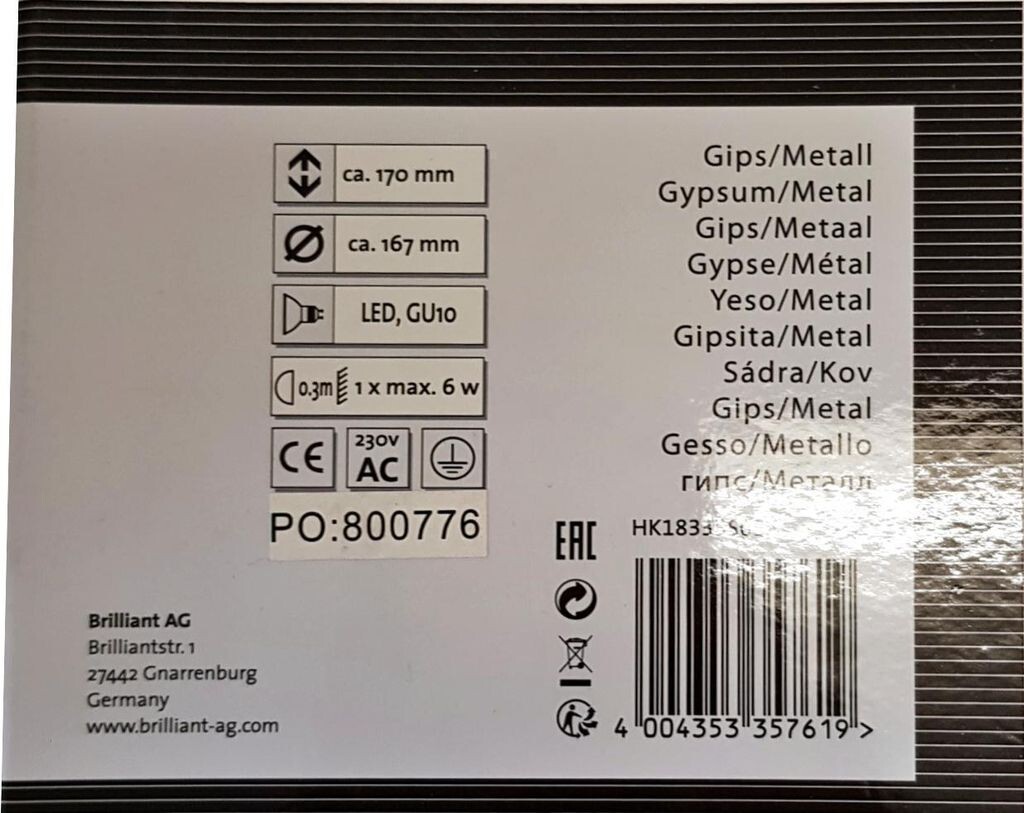 ca. 170 mm
ca. 167 mm
LED, GU10
0.3m 1 x max. 6 w
CE 230V AC
PO:800776
Gips/Metall
Gypsum/Metal
Gips/Metaal
Gypse/Métal
Yeso/Metal
Gipsita/Metal
Sádra/Kov
Gips/Metal
Gesso/Metallo
гипс/Металл
EAC
4 004353 357619 >
Brilliant AG
Brilliantstr. 1
27442 Gnarrenburg
Germany
www.brilliant-ag.com